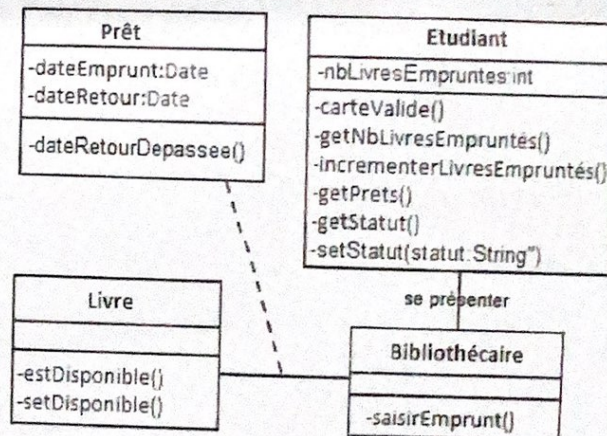 Prêt
-dateEmprunt:Date
-dateRetour:Date
-dateRetourDepassee()
Etudiant
-nbLivresEmpruntes:int
-carteValide()
-getNbLivresEmpruntés()
-incrementerLivresEmpruntés()
-getPrets()
-getStatut()
-setStatut(statut:String")
se présenter
Livre
-estDisponible()
-setDisponible()
Bibliothécaire
-saisirEmprunt()